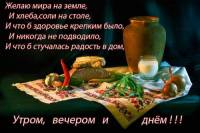 Желаю мира на земле,
И хлеба,соли на столе,
И что б здоровье крепким было,
И никогда не подводило,
И что б стучалась радость в дом,
Утром, вечером и днём!!!